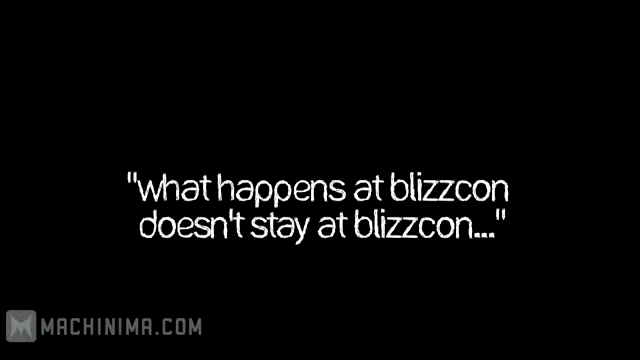 "what happens at blizzcon
doesn't stay at blizzcon..."
MACHINIMA.COM